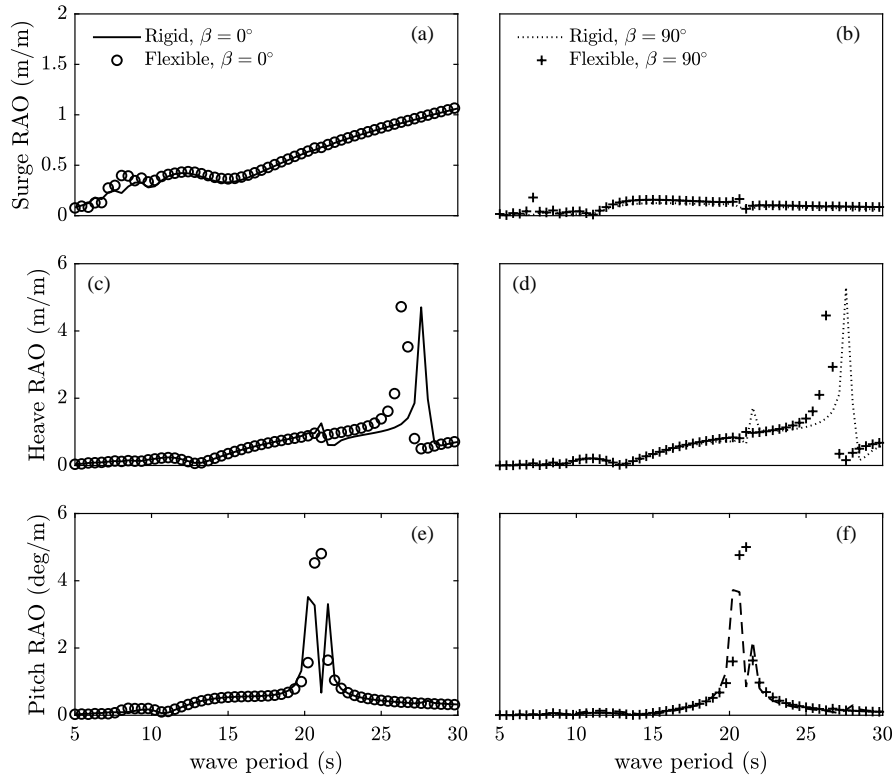 Surge RAO (m/m)
2
1.5
1
0.5
0
Rigid, β = 0°
Flexible, β = 0°
(a)
Rigid, β = 90°
Flexible, β = 90°
(b)
Heave RAO (m/m)
6
4
2
0
(c)
(d)
Pitch RAO (deg/m)
6
4
2
0
(e)
(f)
5 10 15 20 25 30
wave period (s)
5 10 15 20 25 30
wave period (s)